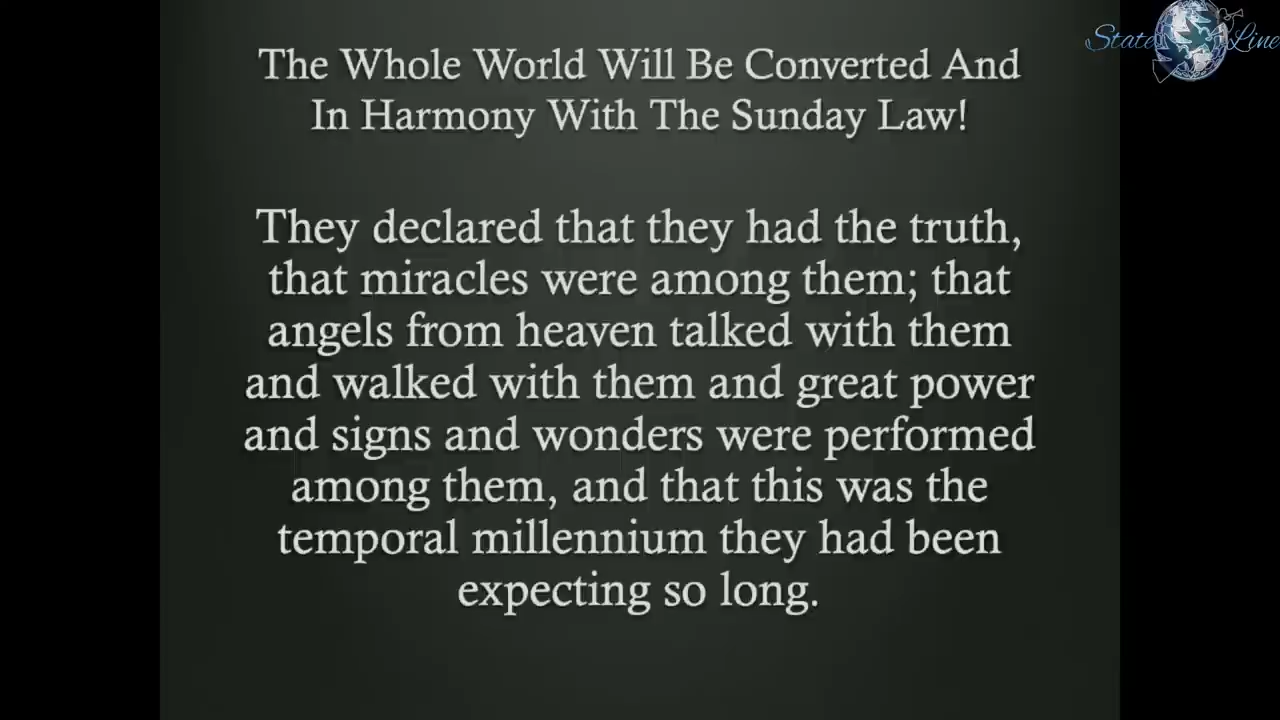 State Line
The Whole World Will Be Converted And
In Harmony With The Sunday Law!
They declared that they had the truth,
that miracles were among them; that
angels from heaven talked with them
and walked with them and great power
and signs and wonders were performed
among them, and that this was the
temporal millennium they had been
expecting so long.